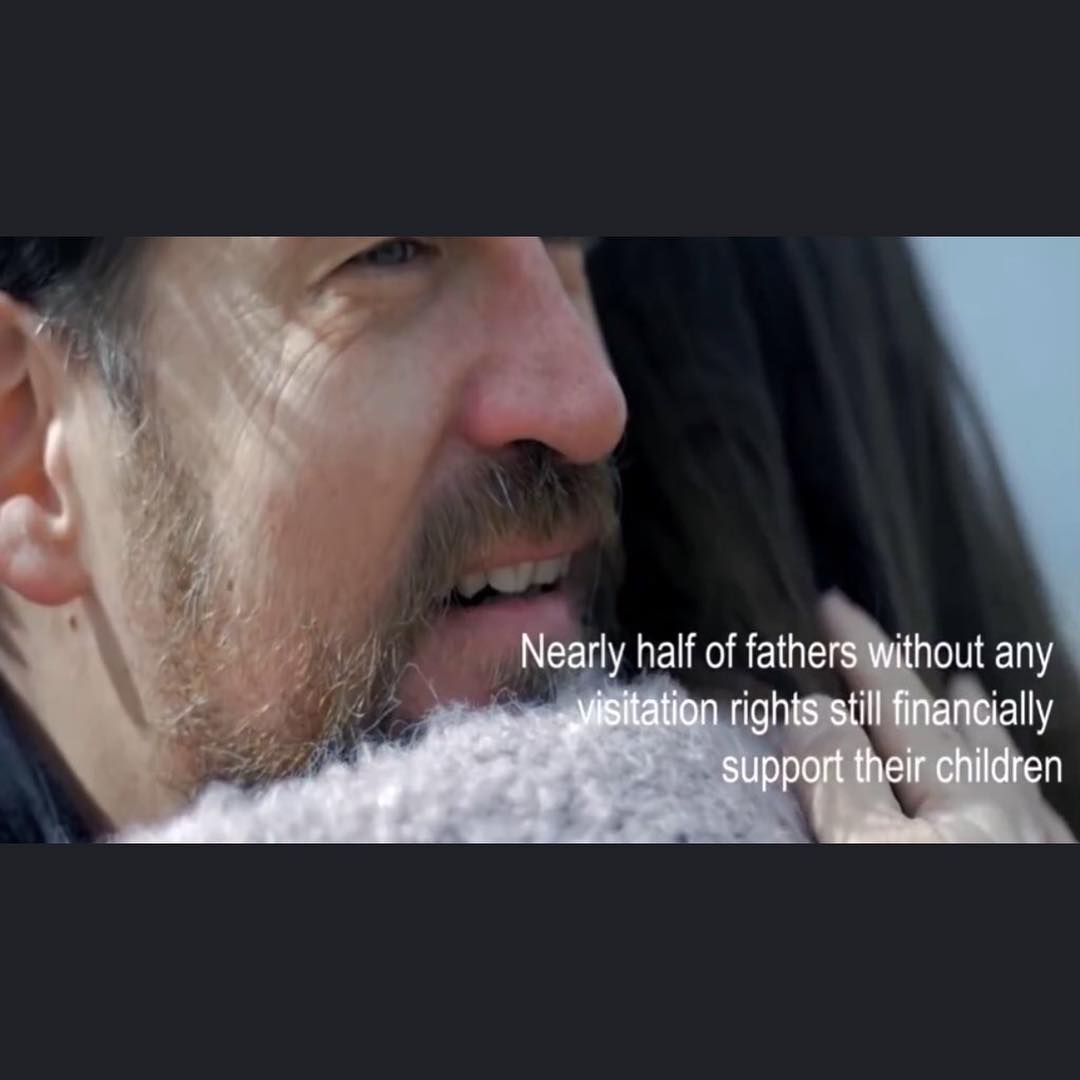 Nearly half of fathers without any
visitation rights still financially
support their children